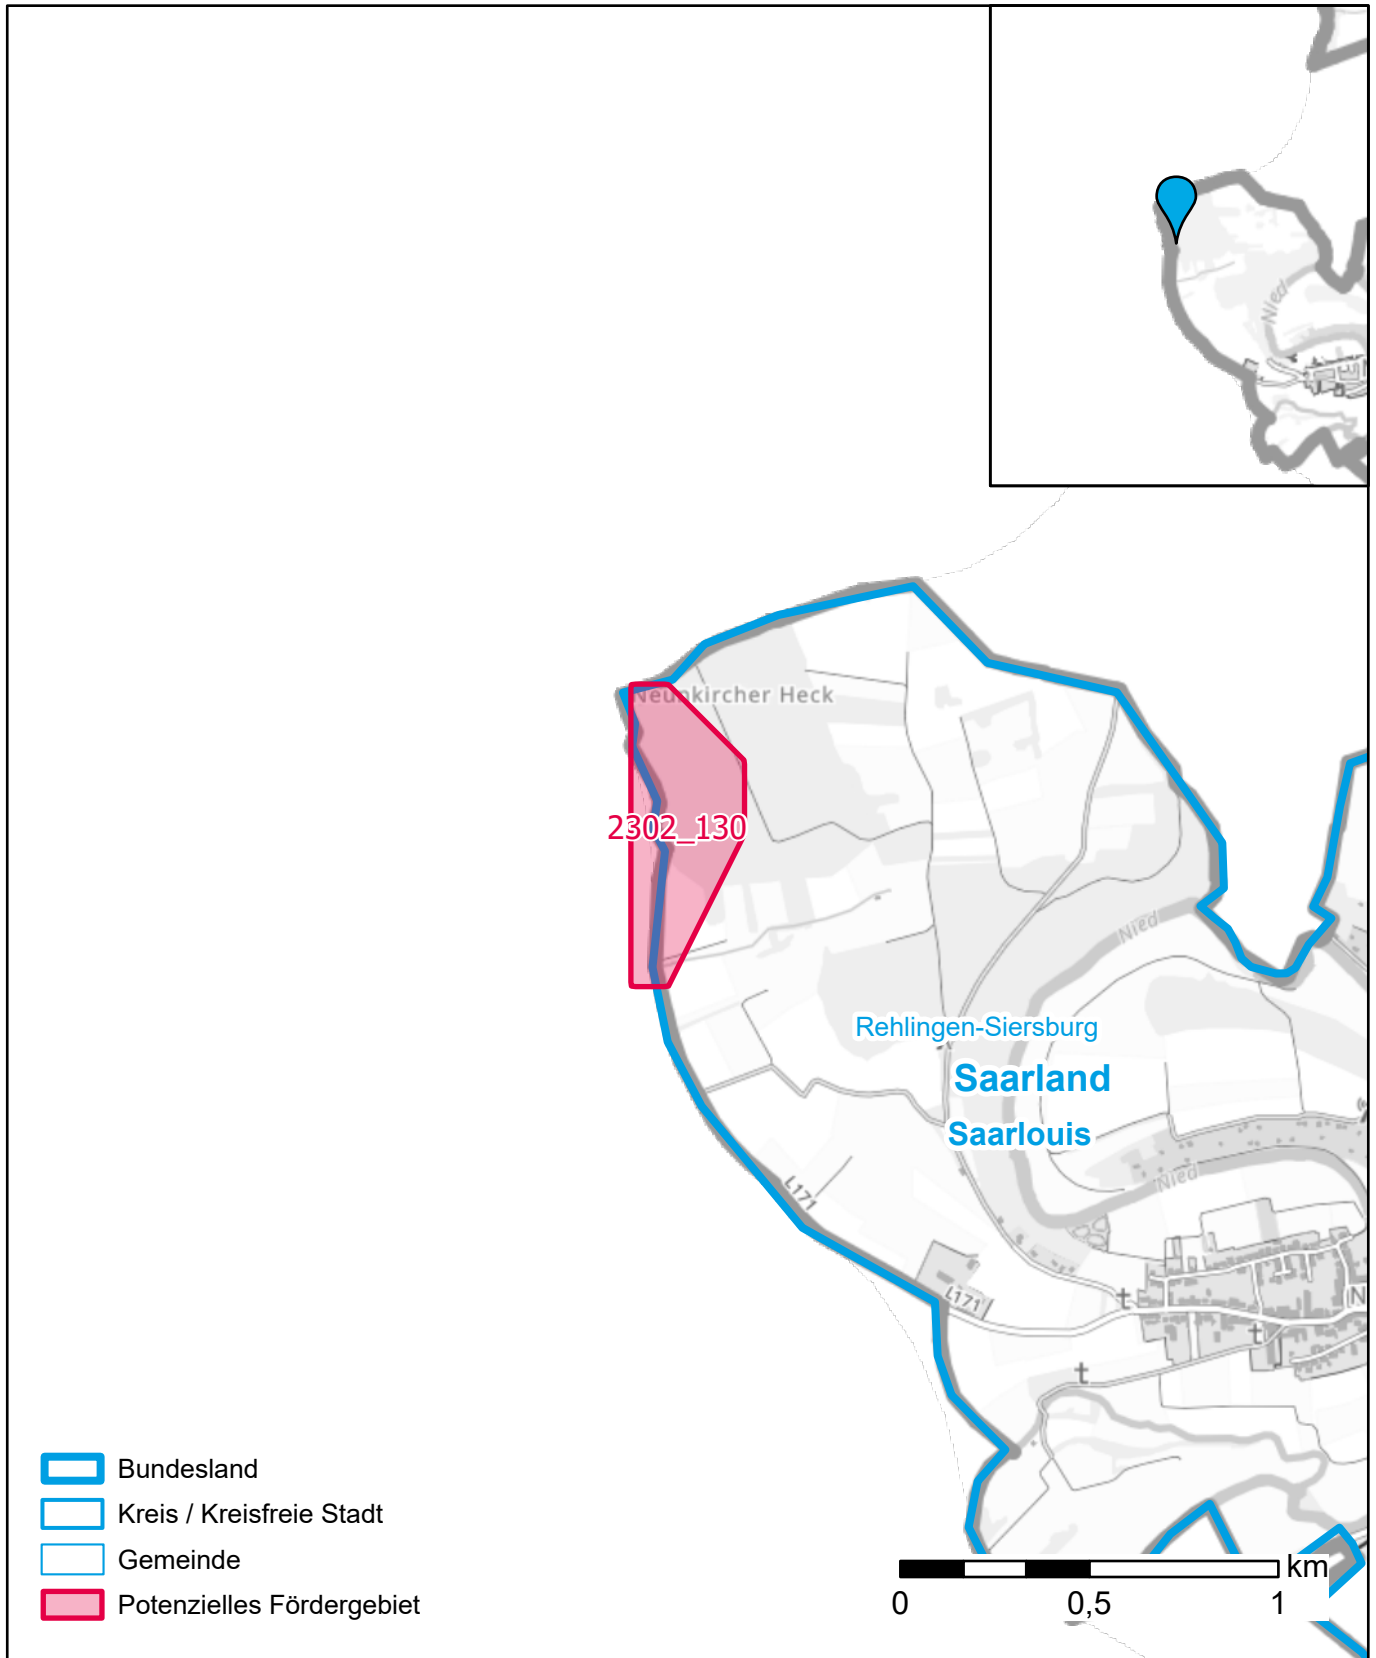 Nied
Neunkircher Heck
2302_130
Nied
Rehlingen-Siersburg
Saarland
Saarlouis
Nied
L171
L171
N
Bundesland
Kreis / Kreisfreie Stadt
Gemeinde
Potenzielles Fördergebiet
km
0 0,5 1